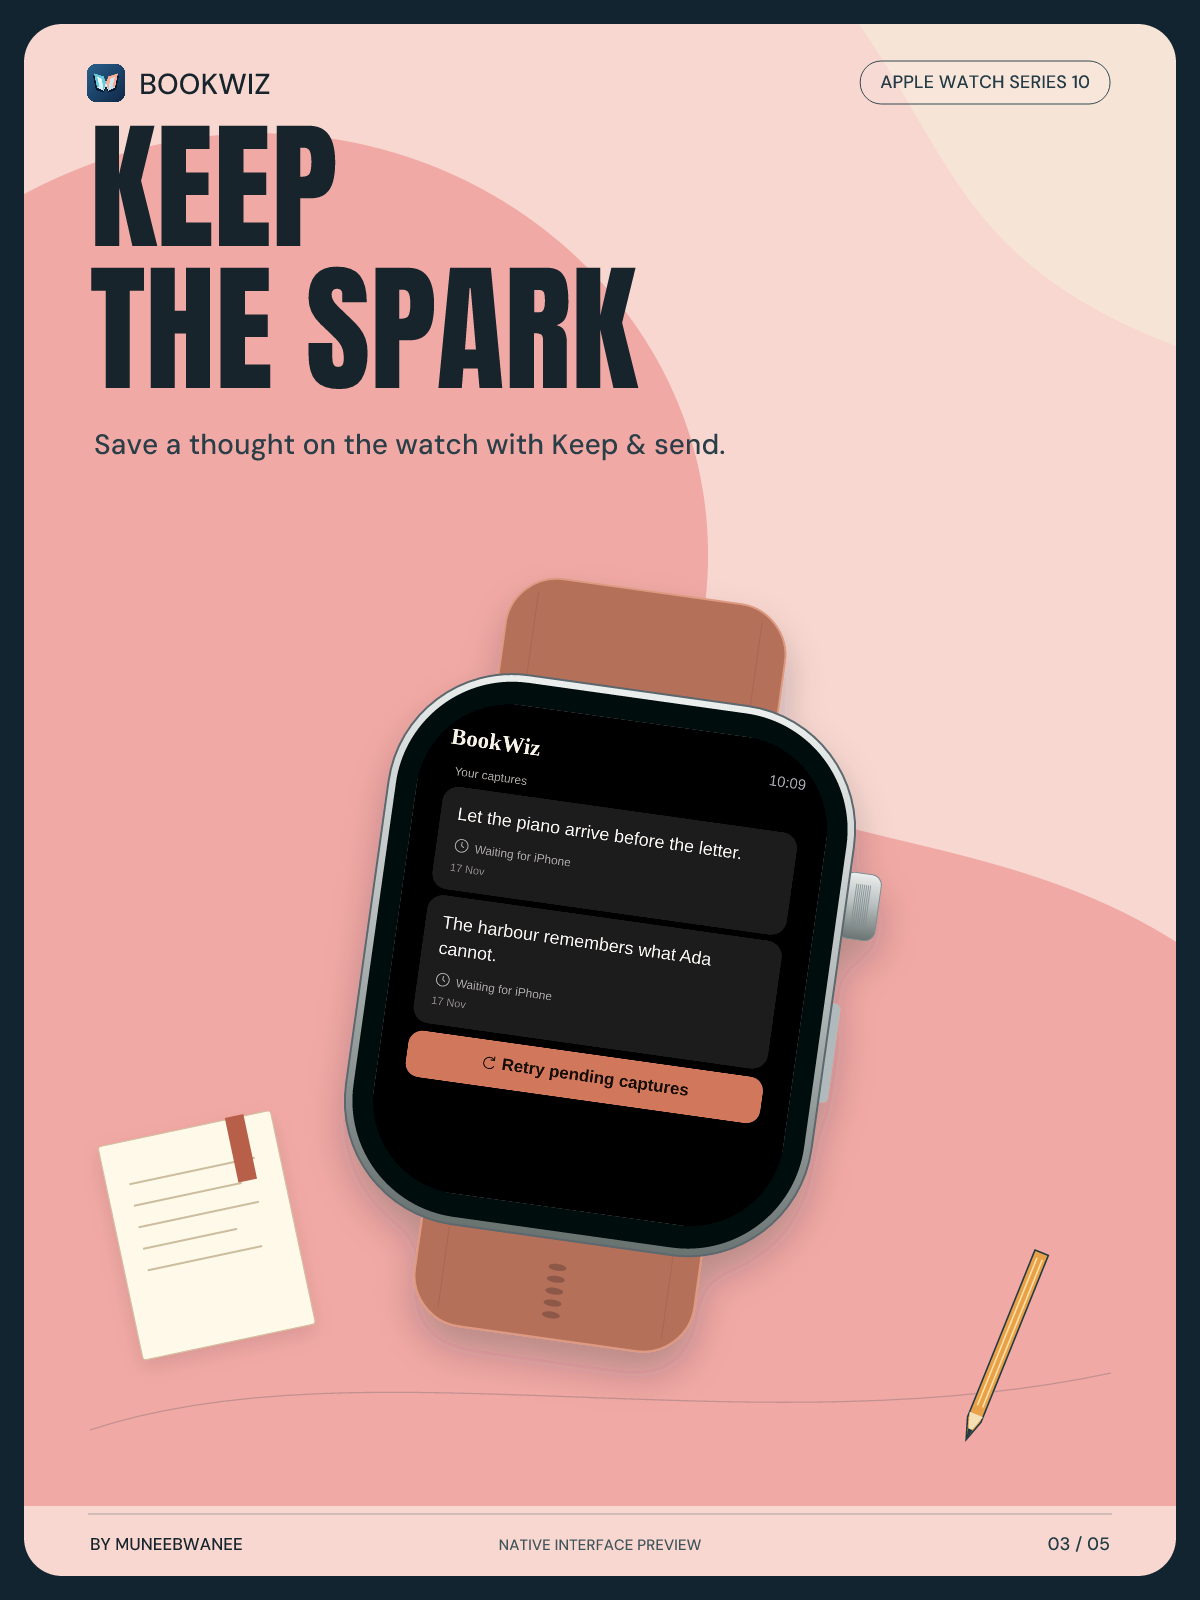 BOOKWIZ
APPLE WATCH SERIES 10
KEEP
THE SPARK
Save a thought on the watch with Keep & send.
BookWiz
10:09
Your captures
Let the piano arrive before the letter.
Waiting for iPhone
17 Nov
The harbour remembers what Ada
cannot.
Waiting for iPhone
17 Nov
Retry pending captures
BY MUNEEBWANEE
NATIVE INTERFACE PREVIEW
03 / 05